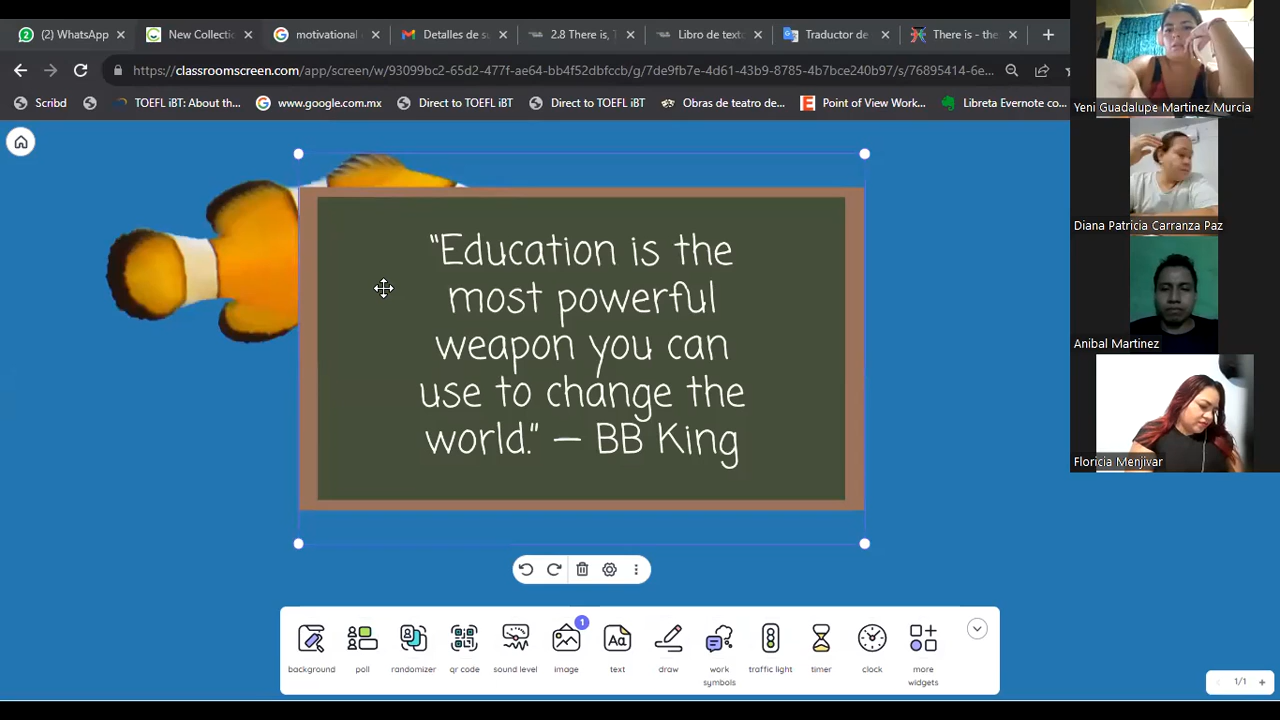 WhatsApp
New Collectio
motivational
Detalles de su
2.8 There is, T
Libro de texto
Traductor de
There is - the
https://classroomscreen.com/app/screen/w/93099bc2-65d2-477f-ae64-bb4f52dbfccb/g/7de9fb7e-4d61-43b9-8785-4b7bce240b97/s/76895414-6e...
Scribd
TOEFL iBT: About th...
www.google.com.mx
Direct to TOEFL iBT
Direct to TOEFL iBT
Obras de teatro de...
Point of View Work...
Libreta Evernote co...
Yeni Guadalupe Martinez Murcia
Diana Patricia Carranza Paz
Anibal Martinez
Floricia Menjivar
"Education is the
most powerful
weapon you can
use to change the
world." – BB King
1
background
poll
randomizer
qr code
sound level
image
text
draw
work
symbols
traffic light
timer
clock
more
widgets
1/1